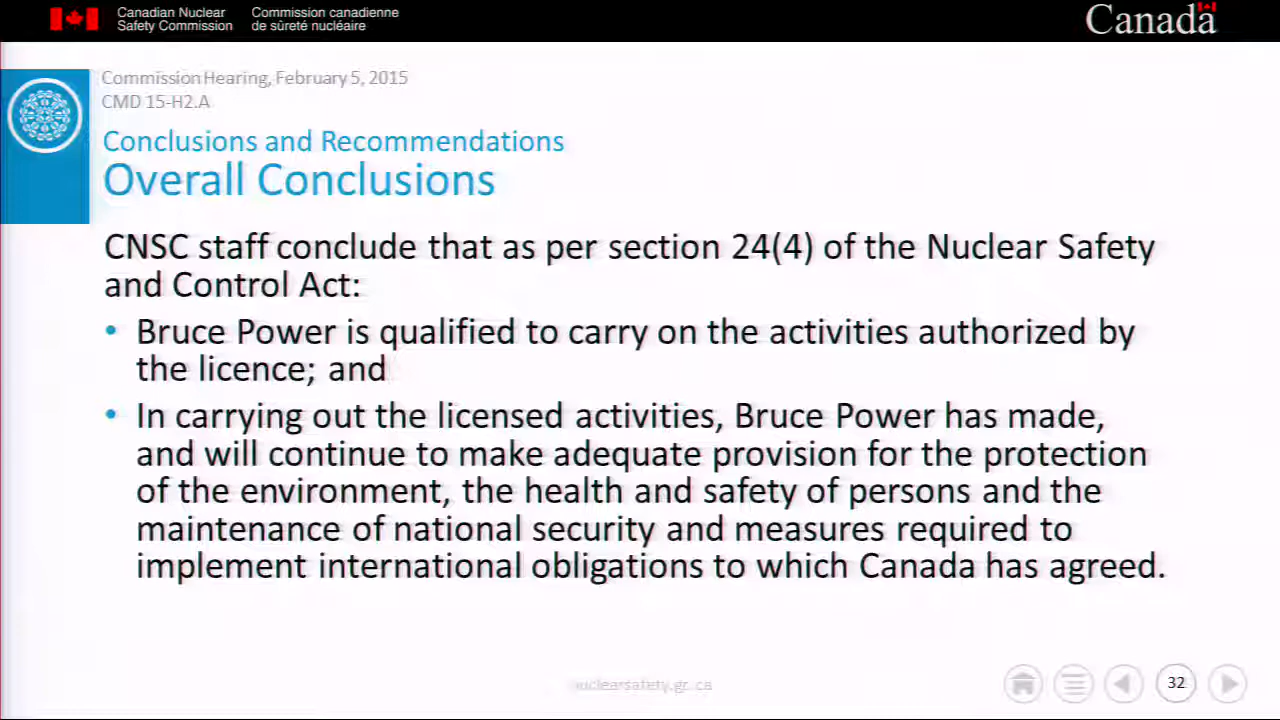 Canadian Nuclear Commission canadienne
Safety Commission de sûreté nucléaire
Canada
Commission Hearing, February 5, 2015
CMD 15-H2.A
Conclusions and Recommendations
Overall Conclusions
CNSC staff conclude that as per section 24(4) of the Nuclear Safety
and Control Act:
• Bruce Power is qualified to carry on the activities authorized by
the licence; and
• In carrying out the licensed activities, Bruce Power has made,
and will continue to make adequate provision for the protection
of the environment, the health and safety of persons and the
maintenance of national security and measures required to
implement international obligations to which Canada has agreed.
nuclearsafety.gc.ca
32